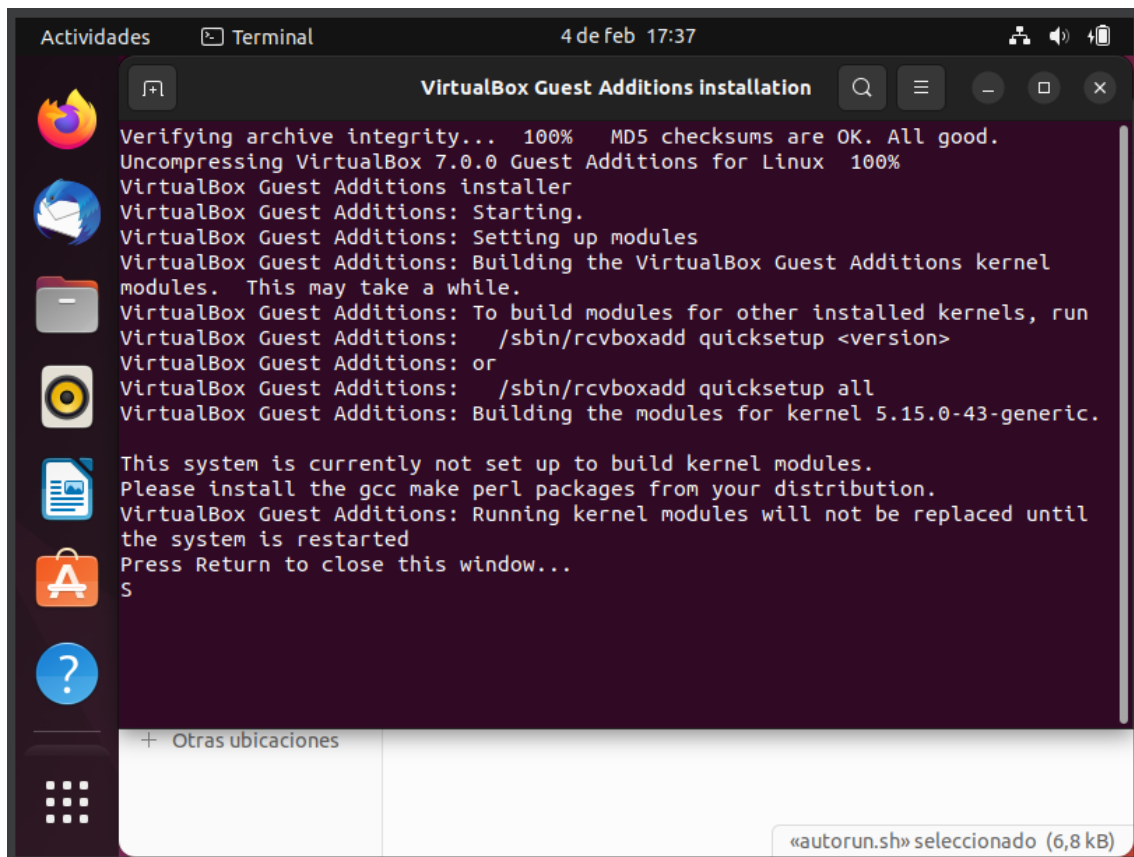 Actividades Terminal 4 de feb 17:37
VirtualBox Guest Additions installation
Verifying archive integrity... 100% MD5 checksums are OK. All good.
Uncompressing VirtualBox 7.0.0 Guest Additions for Linux 100%
VirtualBox Guest Additions installer
VirtualBox Guest Additions: Starting.
VirtualBox Guest Additions: Setting up modules
VirtualBox Guest Additions: Building the VirtualBox Guest Additions kernel
modules. This may take a while.
VirtualBox Guest Additions: To build modules for other installed kernels, run
VirtualBox Guest Additions: /sbin/rcvboxadd quicksetup <version>
VirtualBox Guest Additions: or
VirtualBox Guest Additions: /sbin/rcvboxadd quicksetup all
VirtualBox Guest Additions: Building the modules for kernel 5.15.0-43-generic.
This system is currently not set up to build kernel modules.
Please install the gcc make perl packages from your distribution.
VirtualBox Guest Additions: Running kernel modules will not be replaced until
the system is restarted
Press Return to close this window...
S
+ Otras ubicaciones
«autorun.sh» seleccionado (6,8 kB)